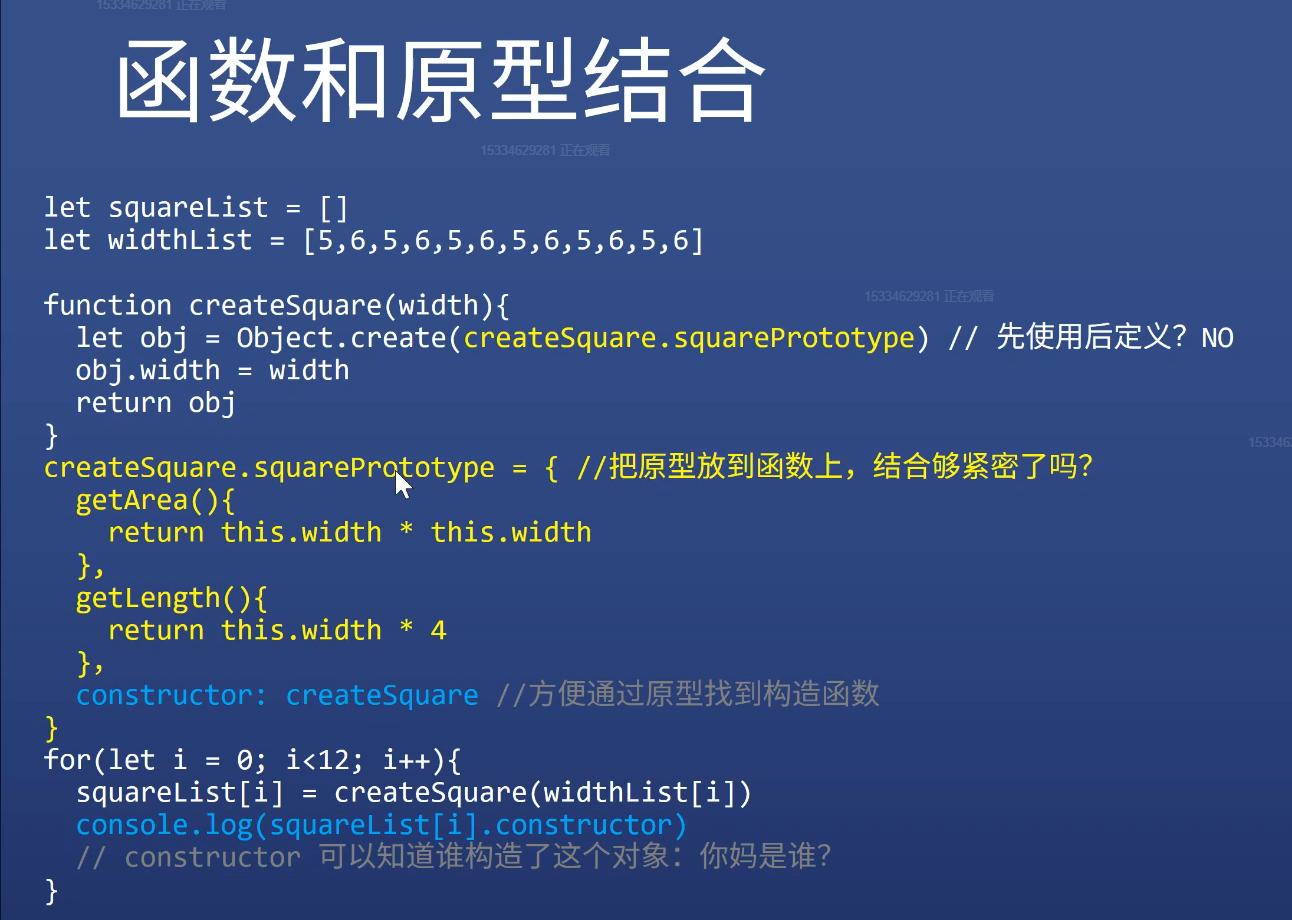 15334629281 正在观看
函数和原型结合
15334629281 正在观看
let squareList = []
let widthList = [5,6,5,6,5,6,5,6,5,6,5,6]
15334629281 正在观看
function createSquare(width){
  let obj = Object.create(createSquare.squarePrototype) // 先使用后定义？NO
  obj.width = width
  return obj
}
153346
createSquare.squarePrototype = { //把原型放到函数上，结合够紧密了吗？
  getArea(){
    return this.width * this.width
  },
  getLength(){
    return this.width * 4
  },
  constructor: createSquare //方便通过原型找到构造函数
}
for(let i = 0; i<12; i++){
  squareList[i] = createSquare(widthList[i])
  console.log(squareList[i].constructor)
  // constructor 可以知道谁构造了这个对象：你妈是谁？
}